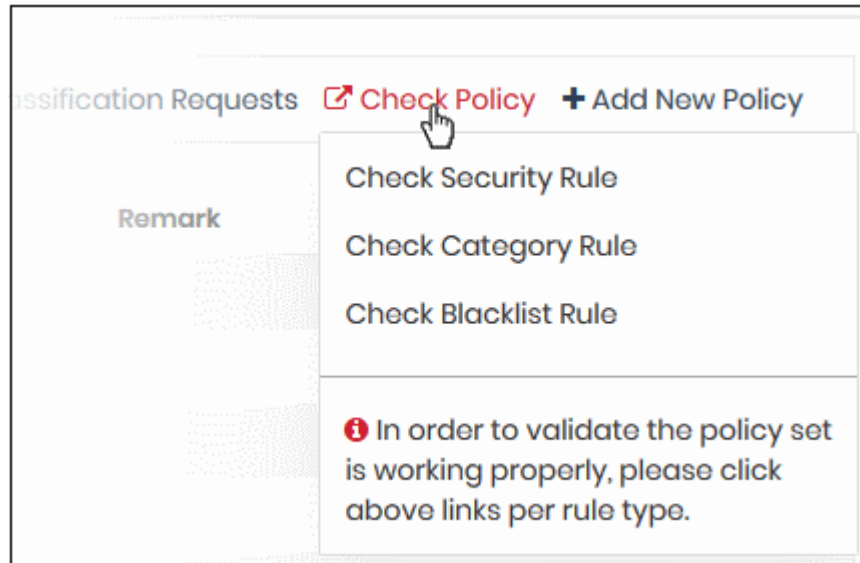 ssification Requests Check Policy + Add New Policy
Remark
Check Security Rule
Check Category Rule
Check Blacklist Rule
In order to validate the policy set
is working properly, please click
above links per rule type.